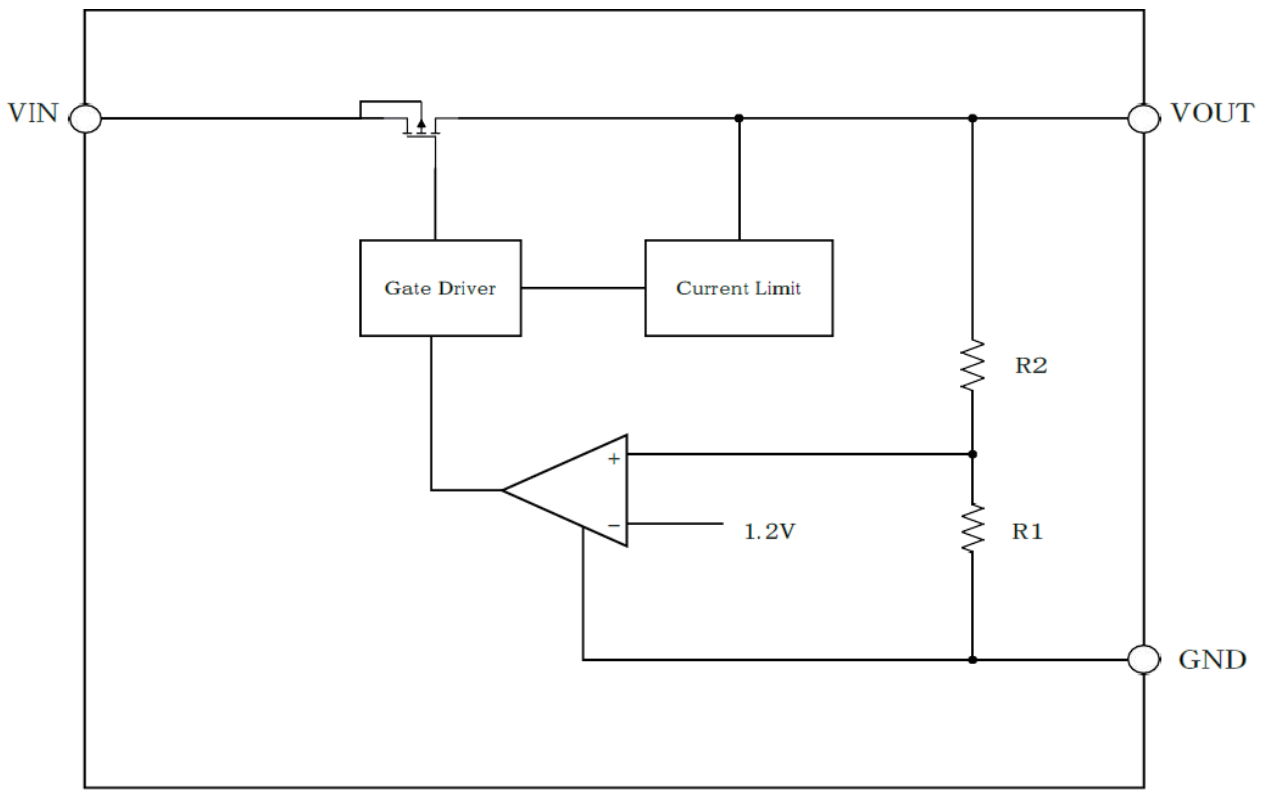 VIN
VOUT
Gate Driver
Current Limit
R2
+
−
1.2V
R1
GND